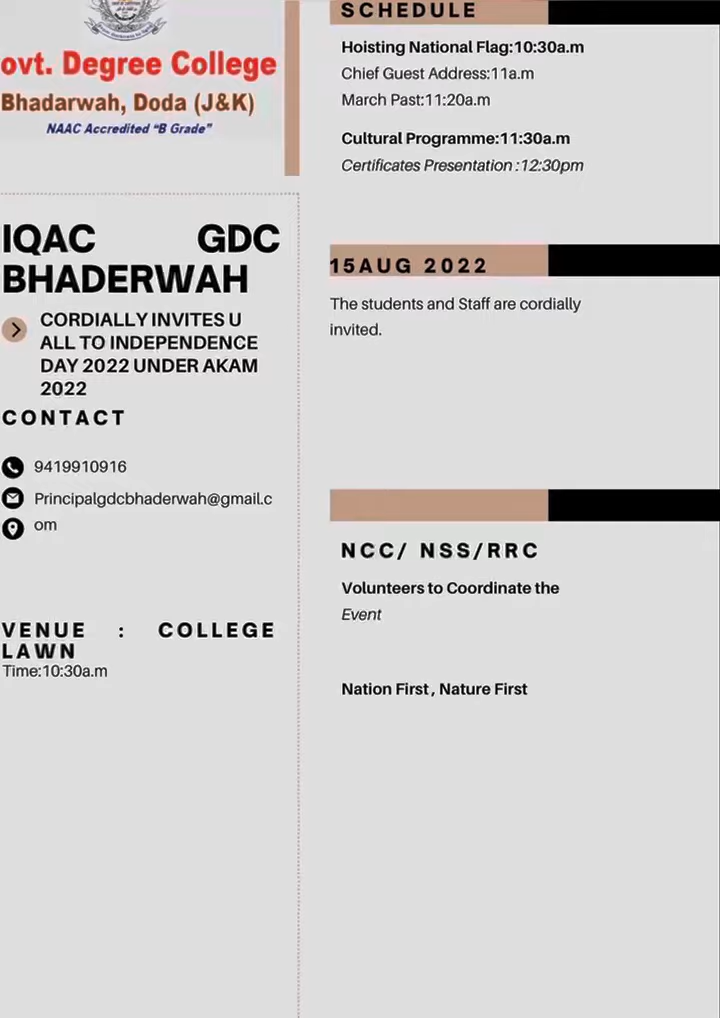 ovt. Degree College
Bhadarwah, Doda (J&K)
NAAC Accredited “B Grade”
IQAC GDC
BHADERWAH
CORDIALLY INVITES U
ALL TO INDEPENDENCE
DAY 2022 UNDER AKAM
2022
CONTACT
9419910916
Principalgdcbhaderwah@gmail.c
om
VENUE : COLLEGE
LAWN
Time:10:30a.m
SCHEDULE
Hoisting National Flag:10:30a.m
Chief Guest Address:11a.m
March Past:11:20a.m
Cultural Programme:11:30a.m
Certificates Presentation :12:30pm
15AUG 2022
The students and Staff are cordially
invited.
NCC/ NSS/RRC
Volunteers to Coordinate the
Event
Nation First, Nature First